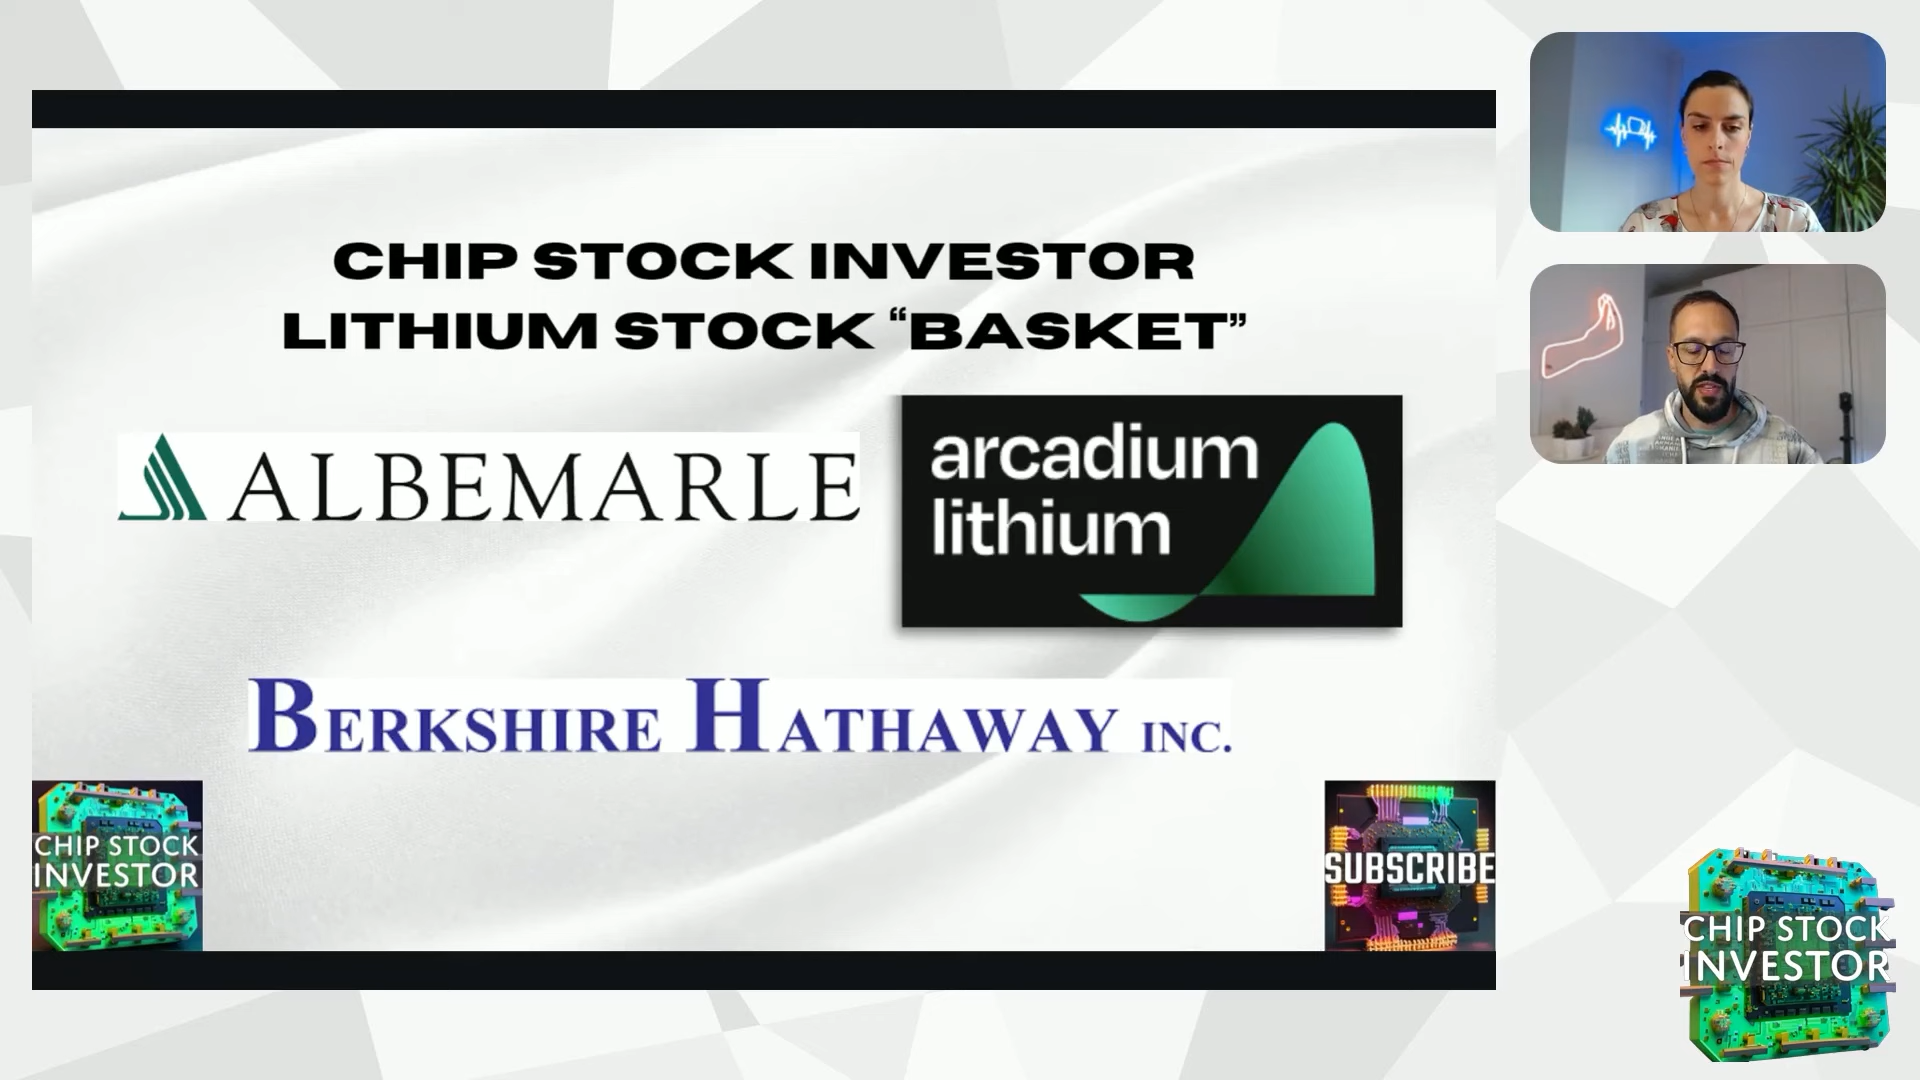 CHIP STOCK INVESTOR
LITHIUM STOCK “BASKET”
ALBEMARLE
arcadium
lithium
BERKSHIRE HATHAWAY INC.
CHIP STOCK
INVESTOR
SUBSCRIBE
CHIP STOCK
INVESTOR